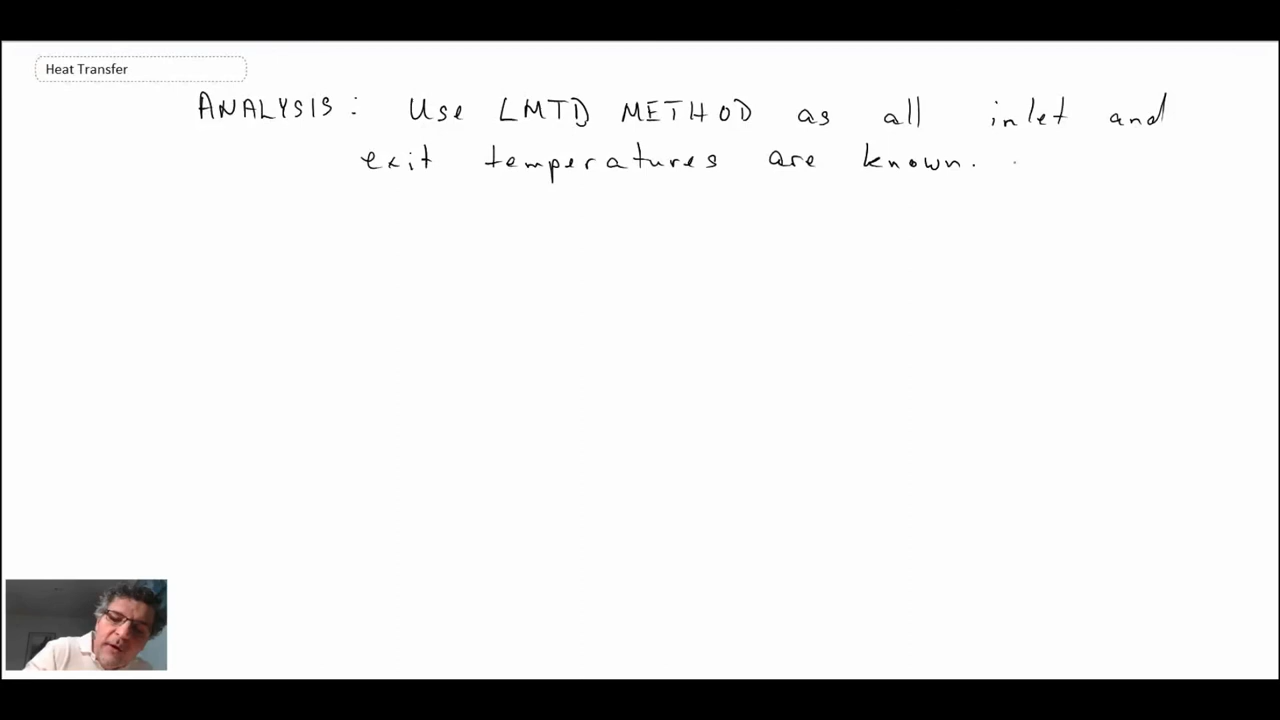 Heat Transfer
ANALYSIS: Use LMTD METHOD as all inlet and
exit temperatures are known.